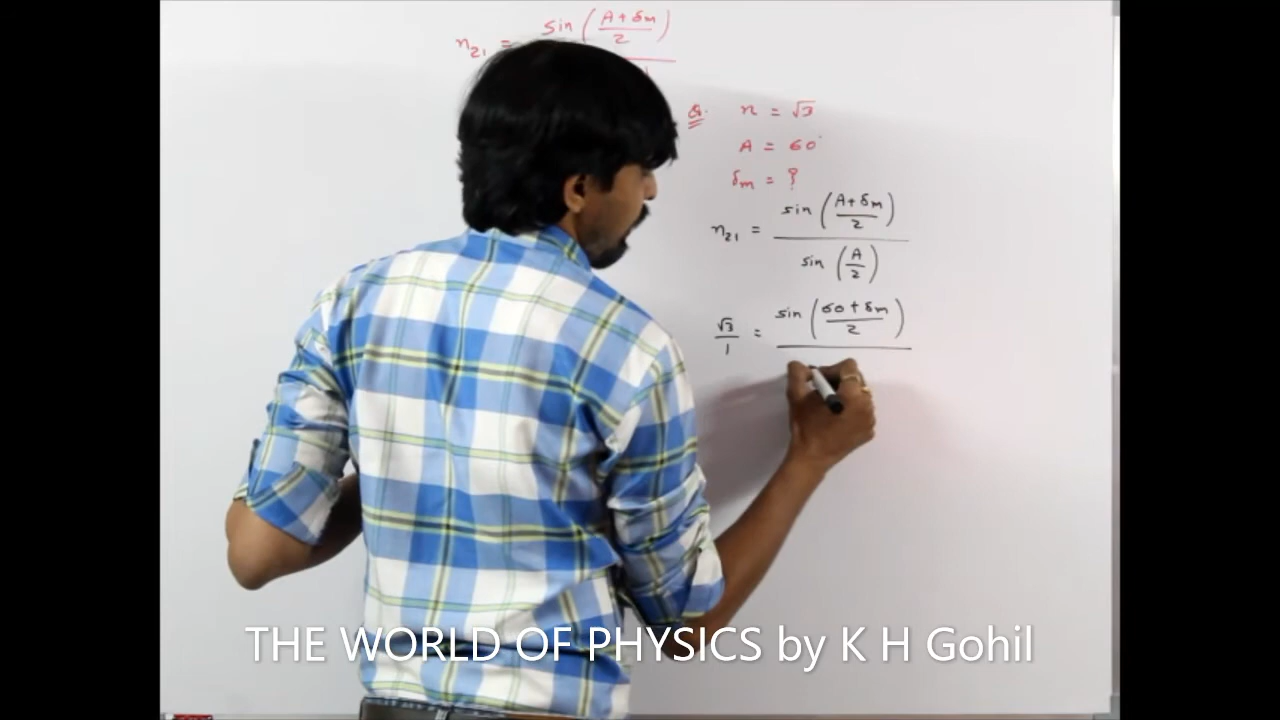 n₂₁ = sin (A + δm / 2)
Q. n = √3
A = 60°
δm = ?
n₂₁ = sin (A + δm / 2) / sin (A / 2)
√3 / 1 = sin (60 + δm / 2)
THE WORLD OF PHYSICS by K H Gohil